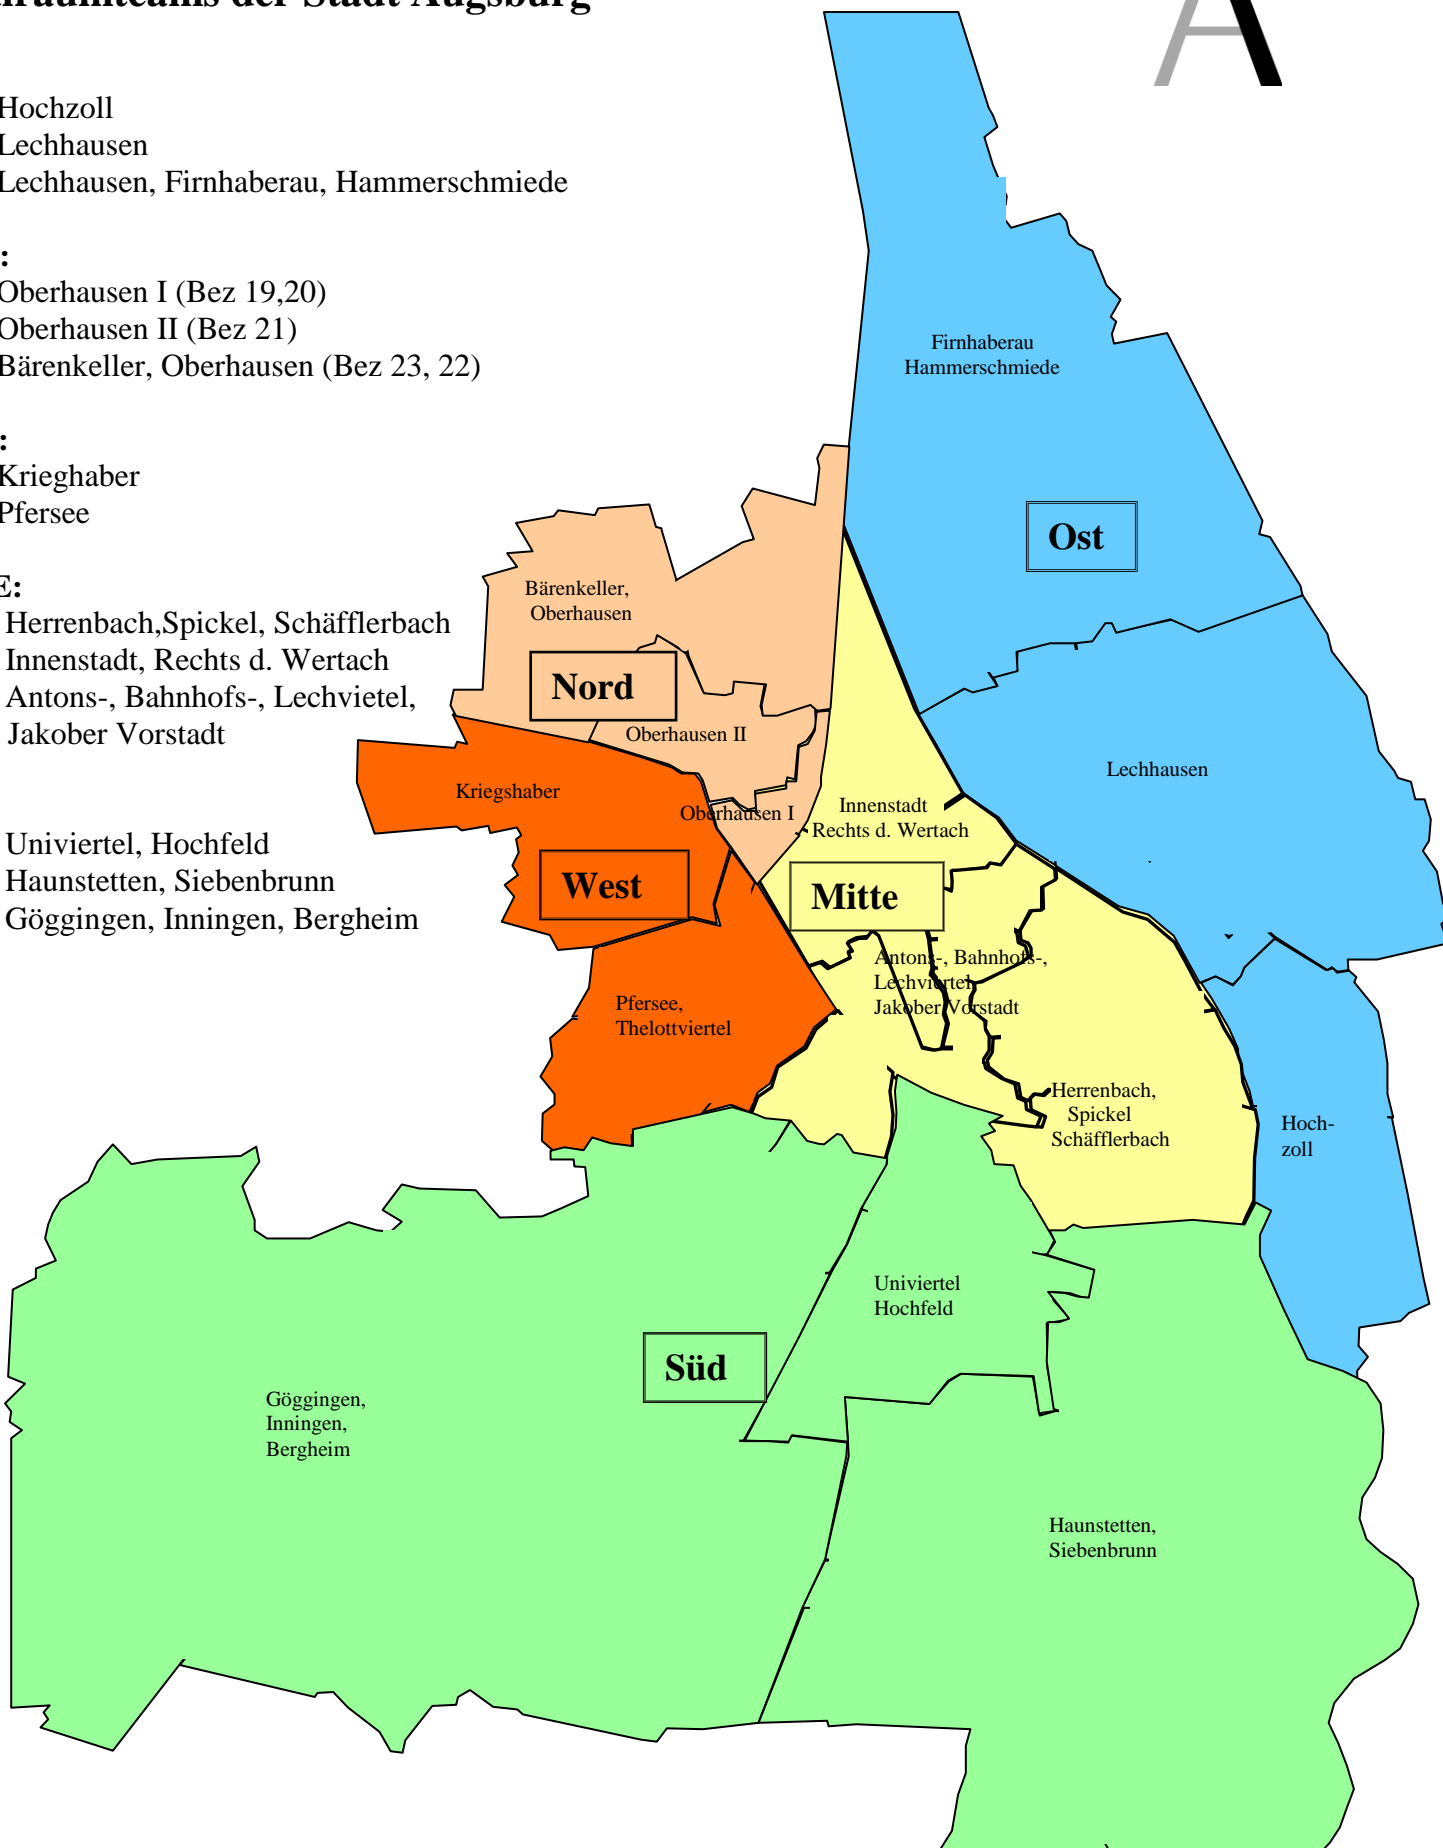 der Stadt Augsburg
A
Hochzoll
Lechhausen
Lechhausen, Firnhaberau, Hammerschmiede
:
Oberhausen I (Bez 19,20)
Oberhausen II (Bez 21)
Bärenkeller, Oberhausen (Bez 23, 22)
:
Krieghaber
Pfersee
E:
Herrenbach,Spickel, Schäfflerbach
Innenstadt, Rechts d. Wertach
Antons-, Bahnhofs-, Lechvietel,
Jakober Vorstadt
Univiertel, Hochfeld
Haunstetten, Siebenbrunn
Göggingen, Inningen, Bergheim
Firnhaberau
Hammerschmiede
Ost
Bärenkeller,
Oberhausen
Nord
Oberhausen II
Lechhausen
Kriegshaber
Oberhausen I
Innenstadt
Rechts d. Wertach
West
Mitte
Antons-, Bahnhofs-,
Lechviertel,
Jakober Vorstadt
Pfersee,
Thelottviertel
Herrenbach,
Spickel
Schäfflerbach
Hoch-
zoll
Univiertel
Hochfeld
Süd
Göggingen,
Inningen,
Bergheim
Haunstetten,
Siebenbrunn